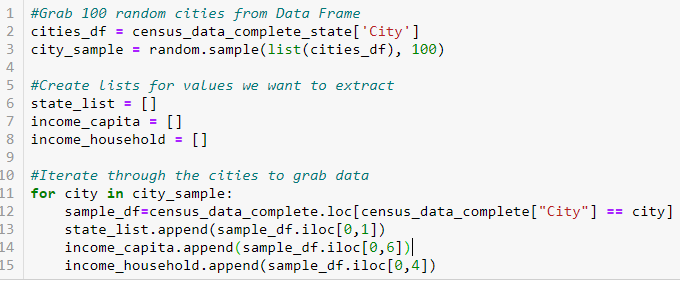 1 #Grab 100 random cities from Data Frame
2 cities_df = census_data_complete_state['City']
3 city_sample = random.sample(list(cities_df), 100)
4
5 #Create lists for values we want to extract
6 state_list = []
7 income_capita = []
8 income_household = []
9
10 #Iterate through the cities to grab data
11 for city in city_sample:
12     sample_df=census_data_complete.loc[census_data_complete["City"] == city]
13     state_list.append(sample_df.iloc[0,1])
14     income_capita.append(sample_df.iloc[0,6])
15     income_household.append(sample_df.iloc[0,4])